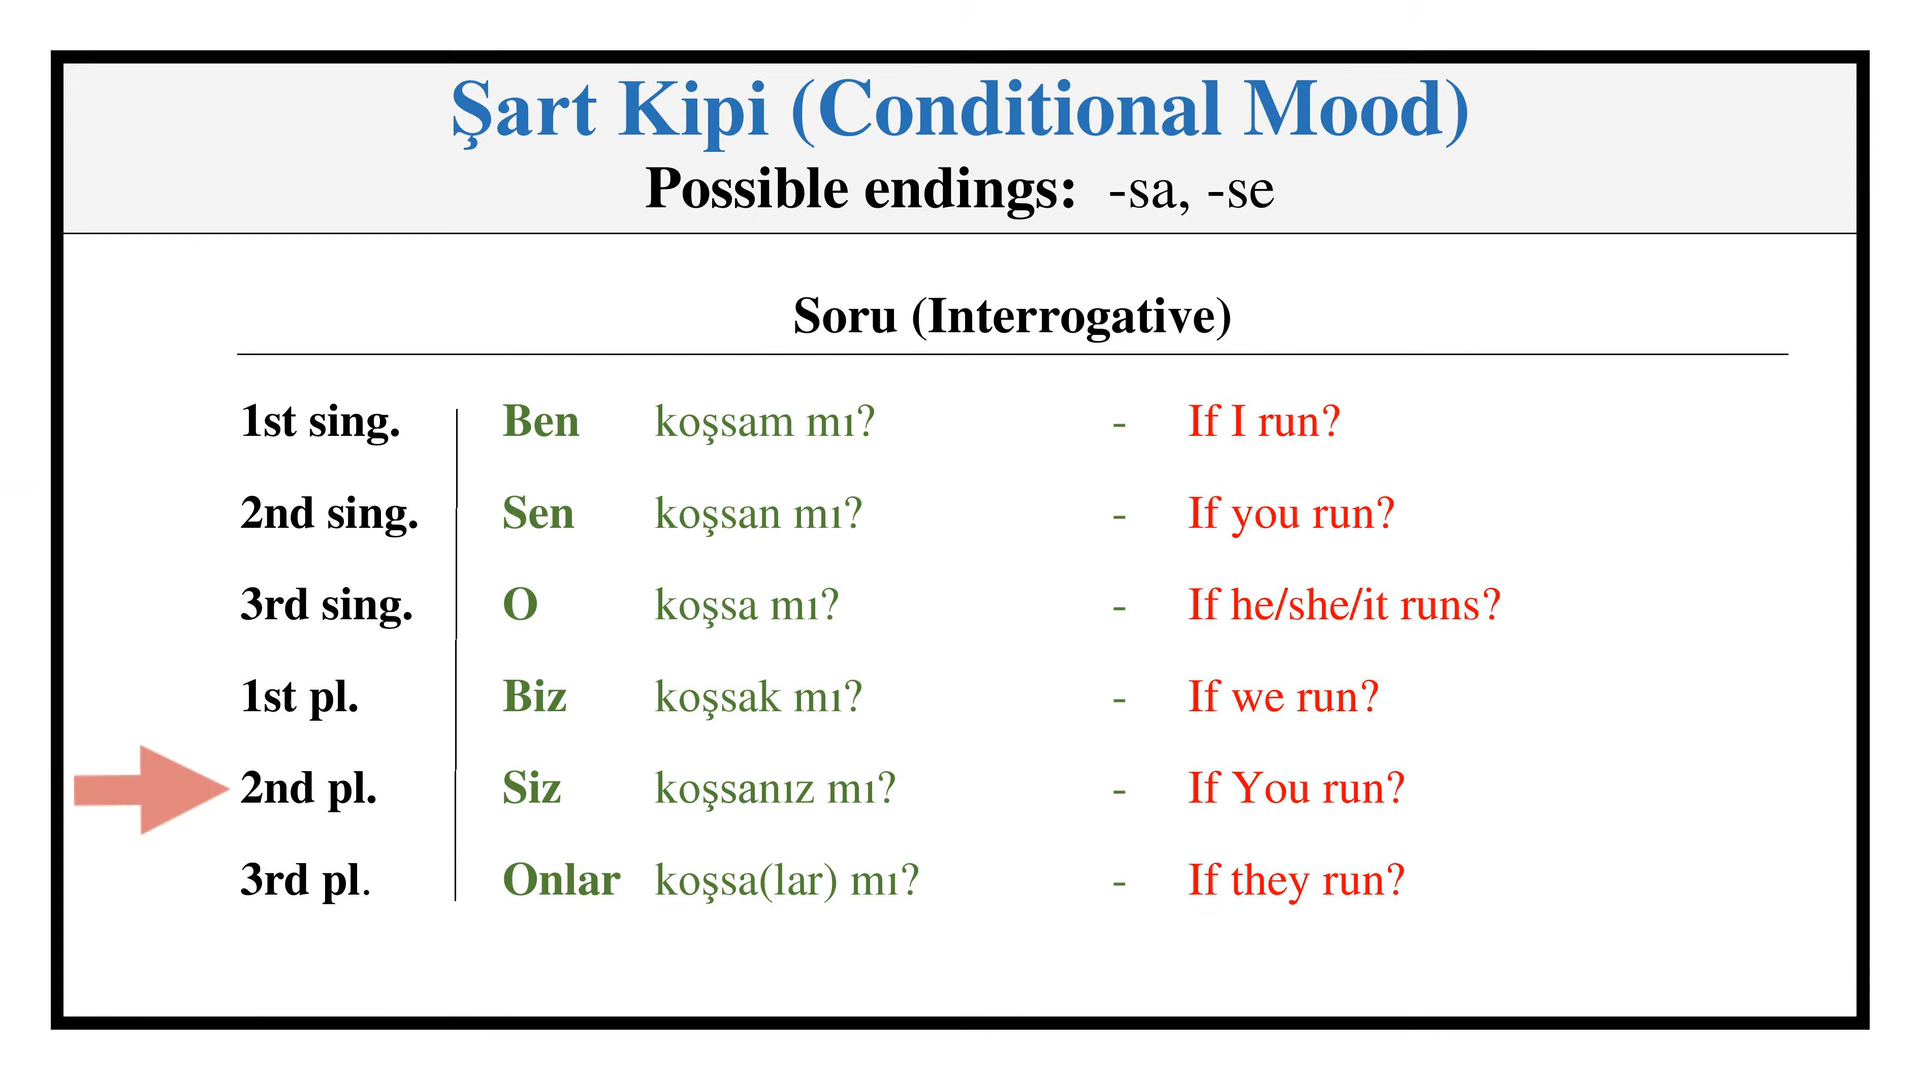 Şart Kipi (Conditional Mood)
Possible endings: -sa, -se
Soru (Interrogative)
1st sing. Ben koşsam mı? - If I run?
2nd sing. Sen koşsan mı? - If you run?
3rd sing. O koşsa mı? - If he/she/it runs?
1st pl. Biz koşsak mı? - If we run?
2nd pl. Siz koşsanız mı? - If You run?
3rd pl. Onlar koşsa(lar) mı? - If they run?